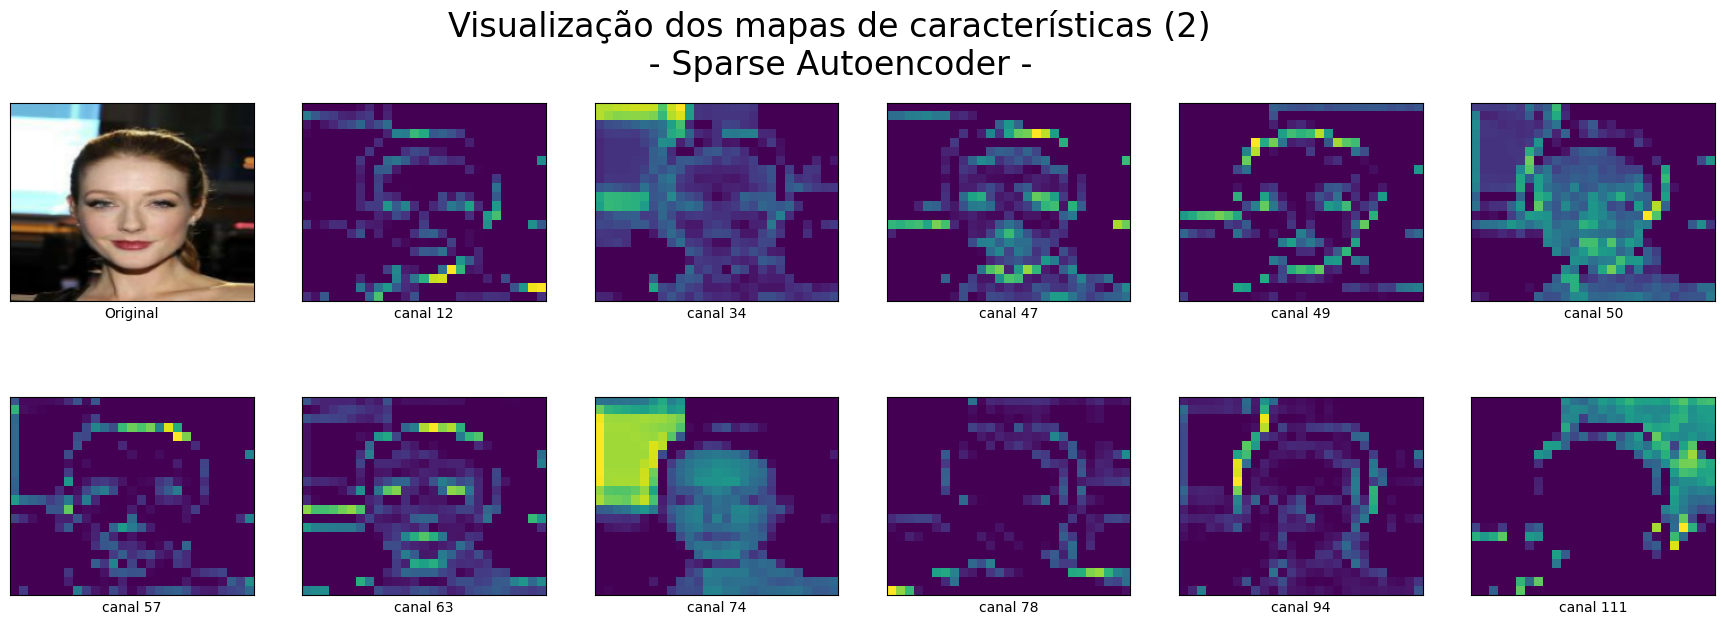 Visualização dos mapas de características (2)
- Sparse Autoencoder -
Original
canal 12
canal 34
canal 47
canal 49
canal 50
canal 57
canal 63
canal 74
canal 78
canal 94
canal 111